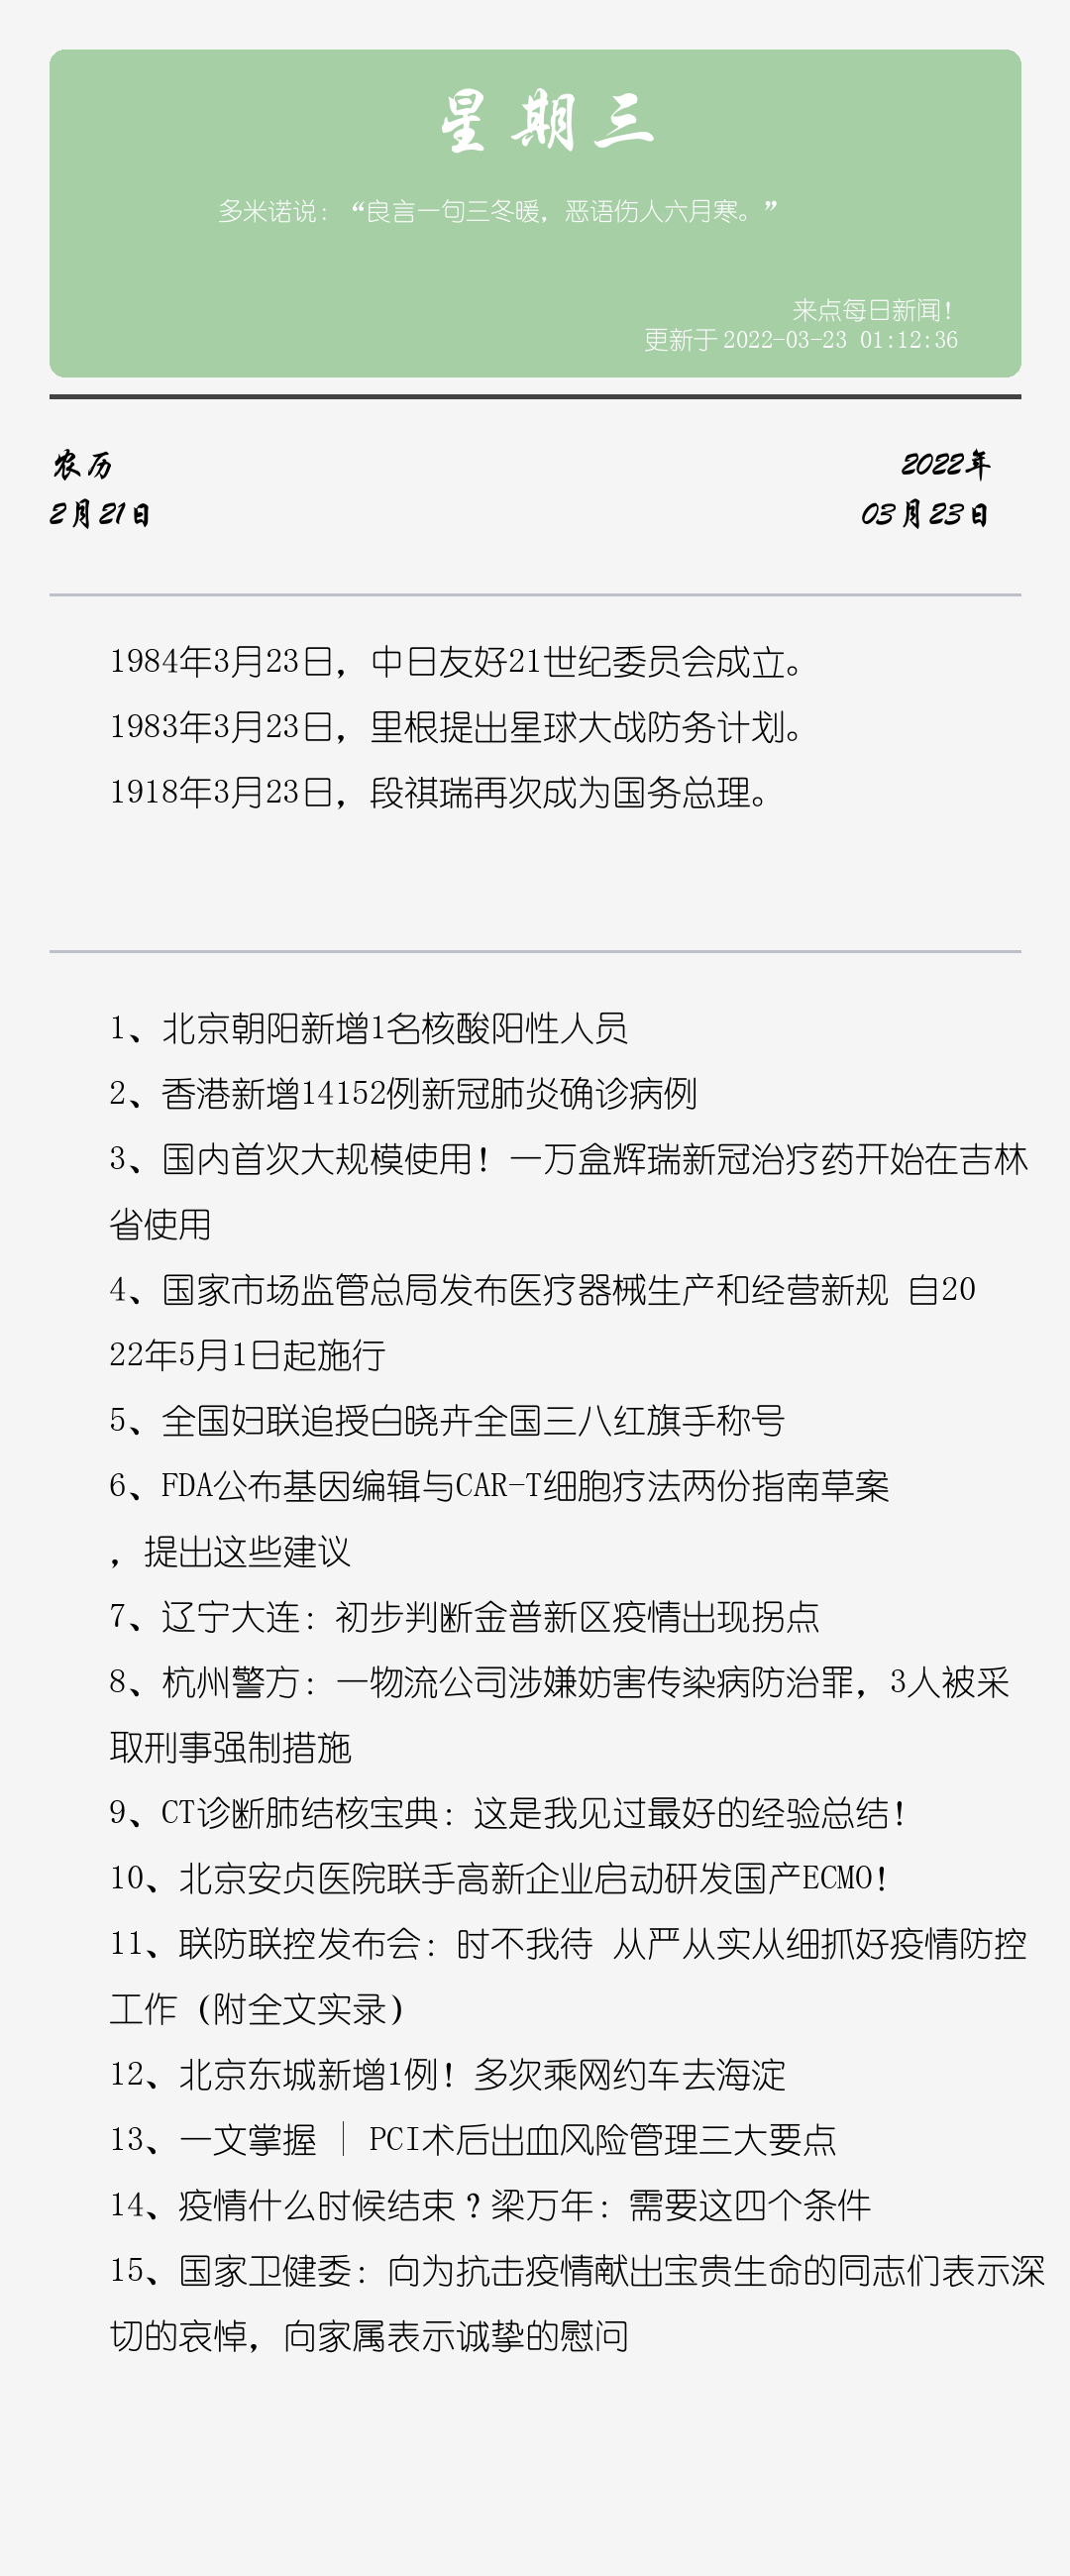 星期三
多米诺说：“良言一句三冬暖，恶语伤人六月寒。”
来点每日新闻！
更新于 2022-03-23 01:12:36
农历
2022年
2月21日
03月23日
1984年3月23日，中日友好21世纪委员会成立。
1983年3月23日，里根提出星球大战防务计划。
1918年3月23日，段祺瑞再次成为国务总理。
1、北京朝阳新增1名核酸阳性人员
2、香港新增14152例新冠肺炎确诊病例
3、国内首次大规模使用！一万盒辉瑞新冠治疗药开始在吉林
省使用
4、国家市场监管总局发布医疗器械生产和经营新规 自20
22年5月1日起施行
5、全国妇联追授白晓卉全国三八红旗手称号
6、FDA公布基因编辑与CAR-T细胞疗法两份指南草案
，提出这些建议
7、辽宁大连：初步判断金普新区疫情出现拐点
8、杭州警方：一物流公司涉嫌妨害传染病防治罪，3人被采
取刑事强制措施
9、CT诊断肺结核宝典：这是我见过最好的经验总结！
10、北京安贞医院联手高新企业启动研发国产ECMO！
11、联防联控发布会：时不我待 从严从实从细抓好疫情防控
工作（附全文实录）
12、北京东城新增1例！多次乘网约车去海淀
13、一文掌握 | PCI术后出血风险管理三大要点
14、疫情什么时候结束？梁万年：需要这四个条件
15、国家卫健委：向为抗击疫情献出宝贵生命的同志们表示深
切的哀悼，向家属表示诚挚的慰问